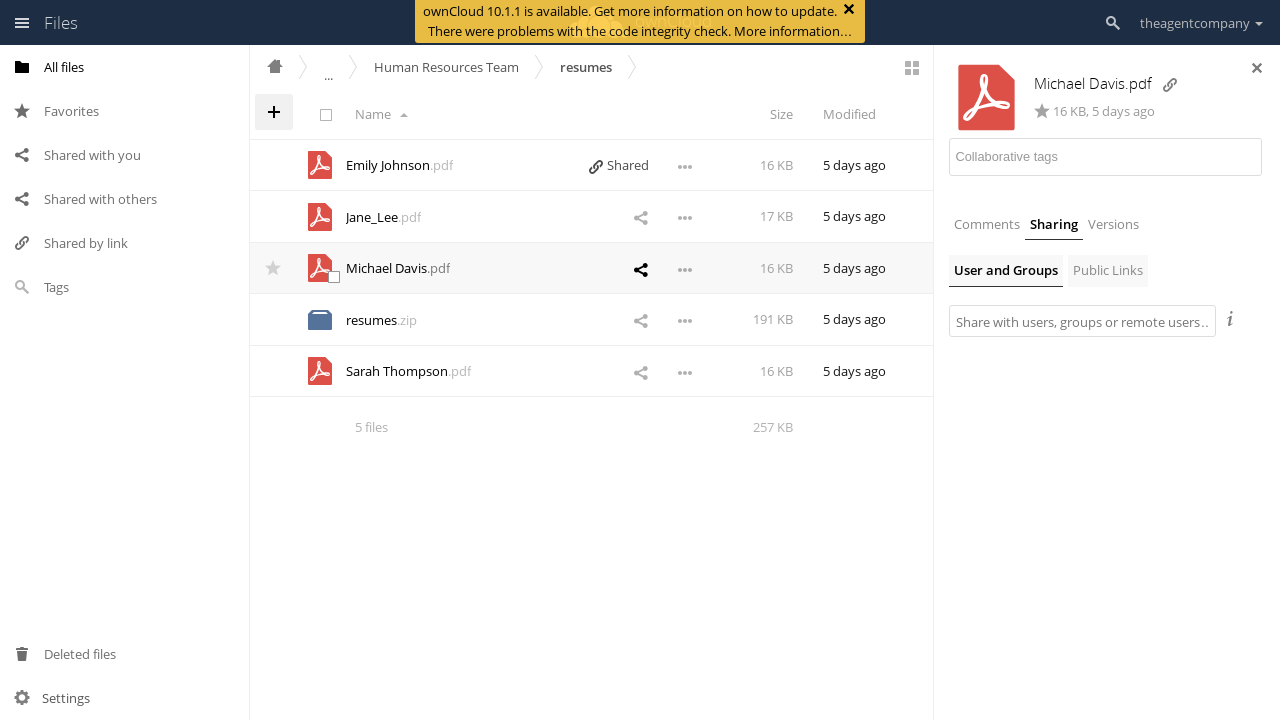 Files
ownCloud 10.1.1 is available. Get more information on how to update.
There were problems with the code integrity check. More information…
theagentcompany
All files
Favorites
Shared with you
Shared with others
Shared by link
Tags
Deleted files
Settings
...
Human Resources Team
resumes
Name
Size
Modified
Emily Johnson.pdf
Shared
16 KB
5 days ago
Jane_Lee.pdf
17 KB
5 days ago
Michael Davis.pdf
16 KB
5 days ago
resumes.zip
191 KB
5 days ago
Sarah Thompson.pdf
16 KB
5 days ago
5 files
257 KB
Michael Davis.pdf
16 KB, 5 days ago
Collaborative tags
Comments
Sharing
Versions
User and Groups
Public Links
Share with users, groups or remote users…